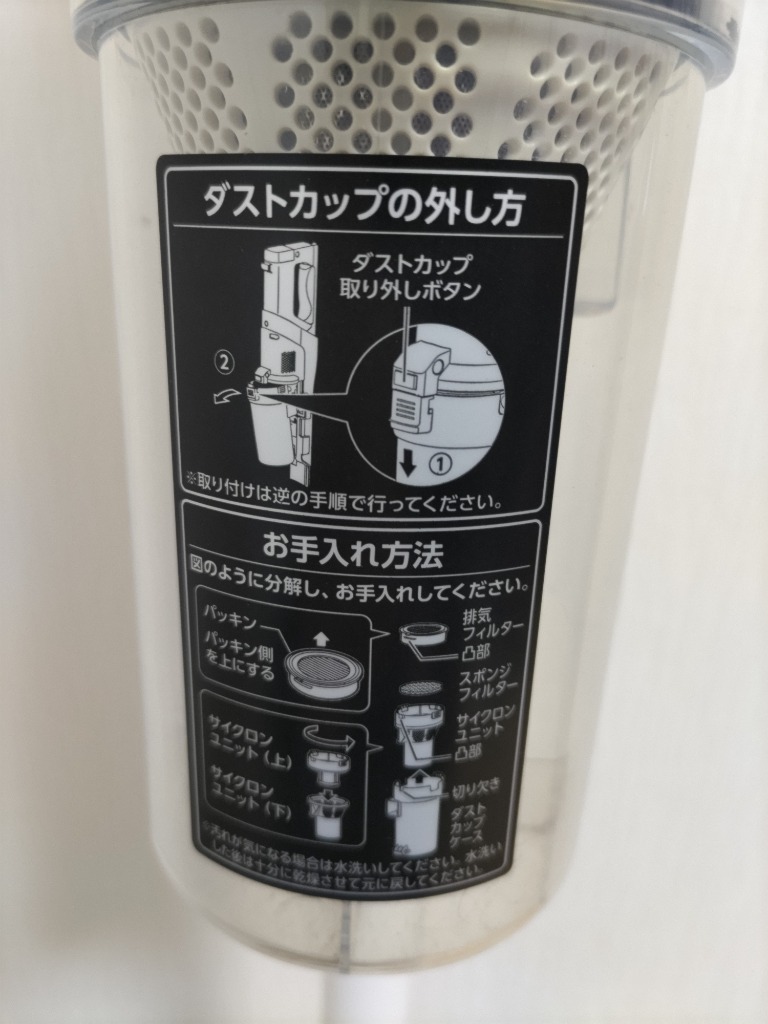 ダストカップの外し方
ダストカップ
取り外しボタン
②
①
※取り付けは逆の手順で行ってください。
お手入れ方法
図のように分解し、お手入れしてください。
パッキン
パッキン側
を上にする
排気
フィルター
凸部
スポンジ
フィルター
サイクロン
ユニット（上）
サイクロン
ユニット（下）
サイクロン
ユニット
凸部
切り欠き
ダスト
カップ
ケース
※汚れが気になる場合は水洗いしてください。水洗い
した後は十分に乾燥させて元に戻してください。